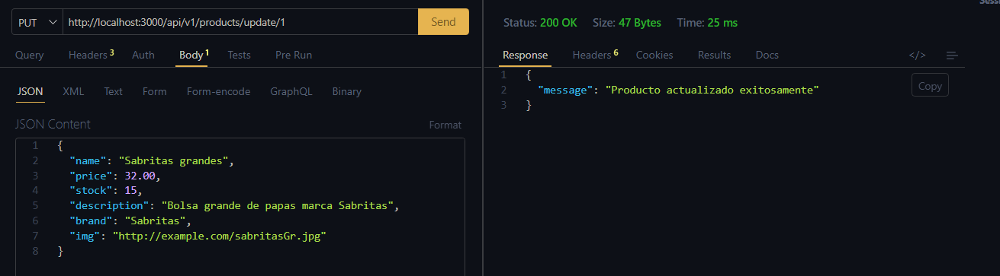 Sessi
PUT http://localhost:3000/api/v1/products/update/1 Send
Query Headers 3 Auth Body 1 Tests Pre Run
JSON XML Text Form Form-encode GraphQL Binary
JSON Content Format
1 {
2 "name": "Sabritas grandes",
3 "price": 32.00,
4 "stock": 15,
5 "description": "Bolsa grande de papas marca Sabritas",
6 "brand": "Sabritas",
7 "img": "http://example.com/sabritasGr.jpg"
8 }
Status: 200 OK Size: 47 Bytes Time: 25 ms
Response Headers 6 Cookies Results Docs </>
1 {
2 "message": "Producto actualizado exitosamente"
3 }
Copy